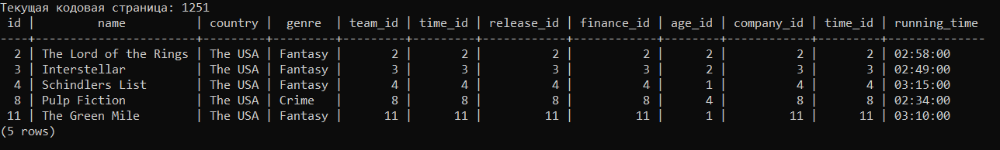 Текущая кодовая страница: 1251
 id |         name          | country |  genre  | team_id | time_id | release_id | finance_id | age_id | company_id | time_id | running_time
----+-----------------------+---------+---------+---------+---------+------------+------------+--------+------------+---------+--------------
  2 | The Lord of the Rings | The USA | Fantasy |       2 |       2 |          2 |          2 |      2 |          2 |       2 | 02:58:00
  3 | Interstellar          | The USA | Fantasy |       3 |       3 |          3 |          3 |      2 |          3 |       3 | 02:49:00
  4 | Schindlers List       | The USA | Fantasy |       4 |       4 |          4 |          4 |      1 |          4 |       4 | 03:15:00
  8 | Pulp Fiction          | The USA | Crime   |       8 |       8 |          8 |          8 |      4 |          8 |       8 | 02:34:00
 11 | The Green Mile        | The USA | Fantasy |      11 |      11 |         11 |         11 |      1 |         11 |      11 | 03:10:00
(5 rows)